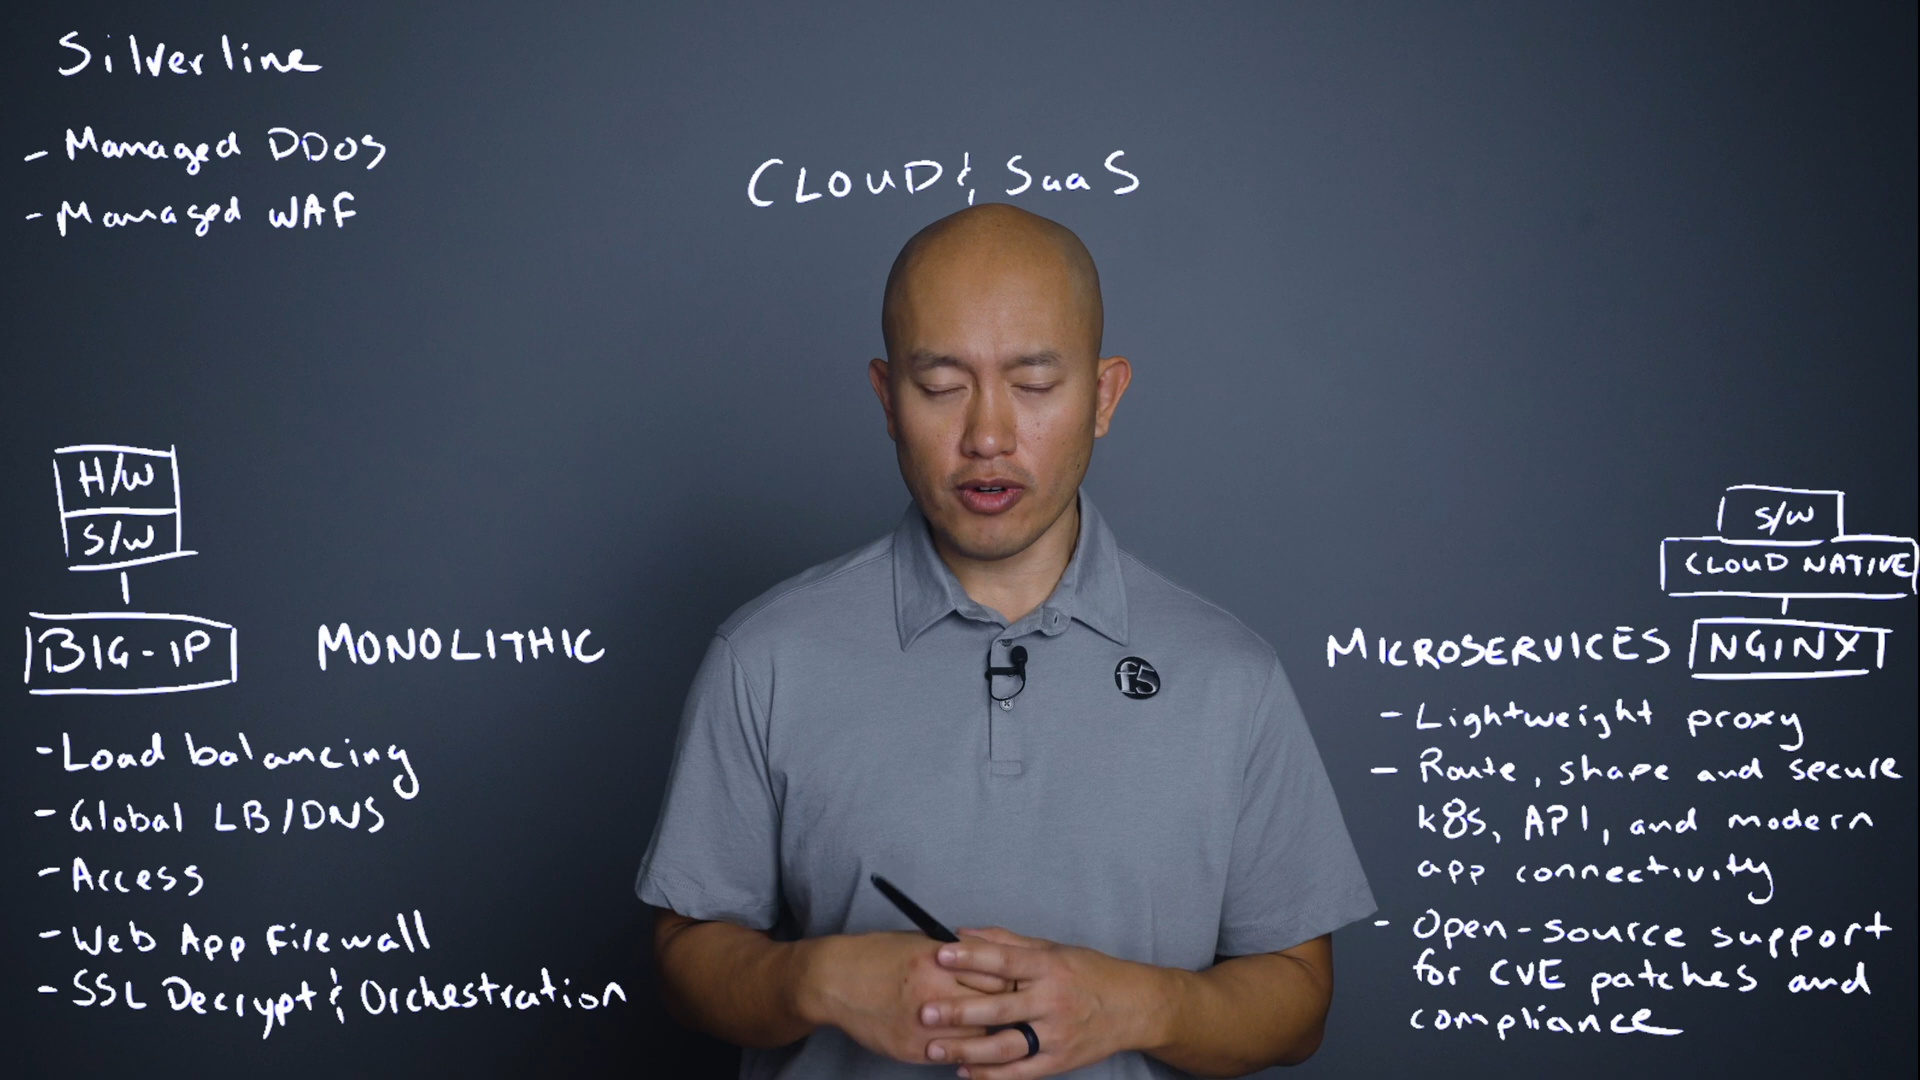 Silverline
- Managed DDOS
- Managed WAF
CLOUD & SaaS
H/W
S/W
BIG-IP
MONOLITHIC
- Load balancing
- Global LB/DNS
- Access
- Web App Firewall
- SSL Decrypt & Orchestration
f5
S/W
CLOUD NATIVE
MICROSERVICES
NGINX
- Lightweight proxy
- Route, shape and secure
k8s, API, and modern
app connectivity
- Open-source support
for CVE patches and
compliance